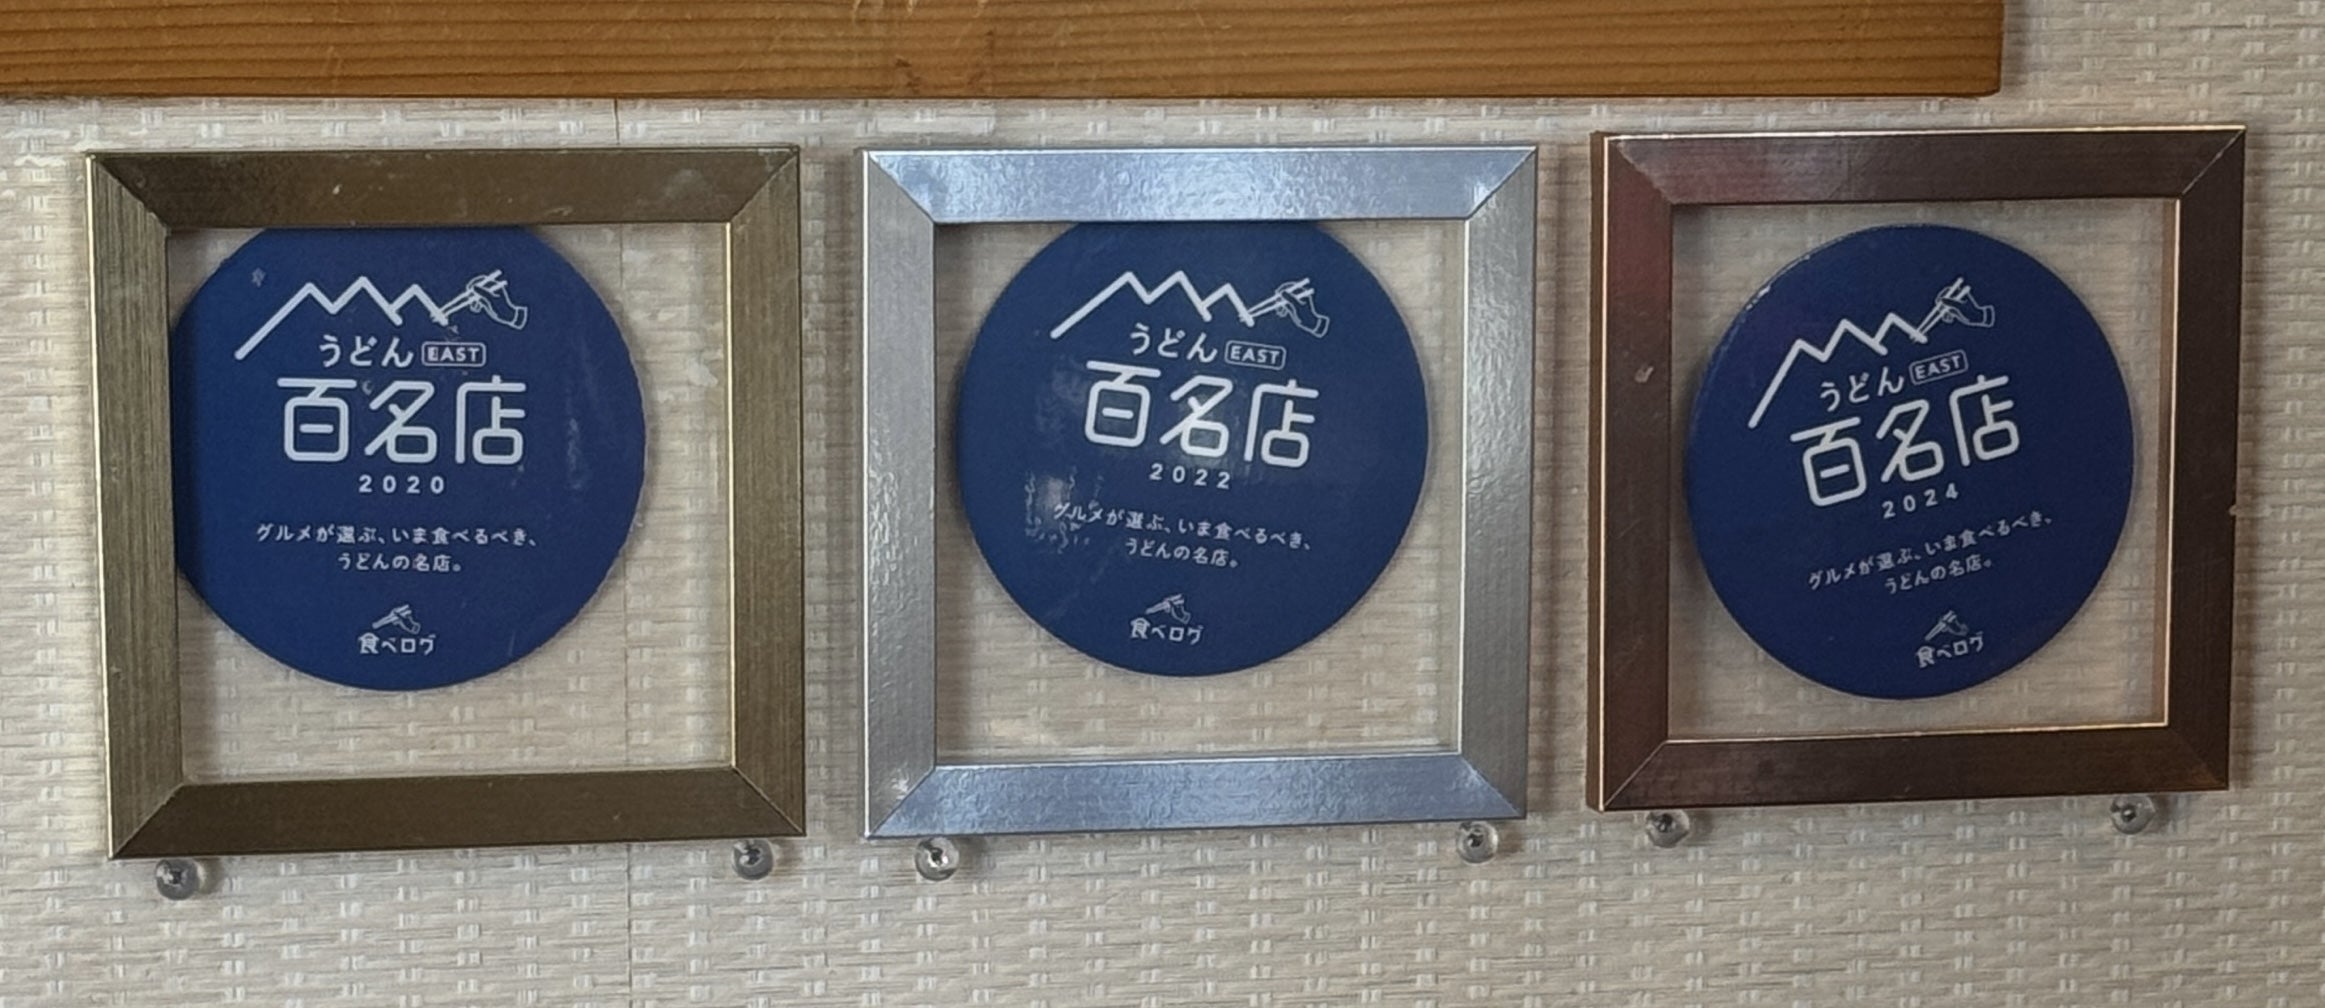 うどん EAST
百名店
2020
グルメが選ぶ、いま食べるべき、
うどんの名店。
食べログ
うどん EAST
百名店
2022
グルメが選ぶ、いま食べるべき、
うどんの名店。
食べログ
うどん EAST
百名店
2024
グルメが選ぶ、いま食べるべき、
うどんの名店。
食べログ